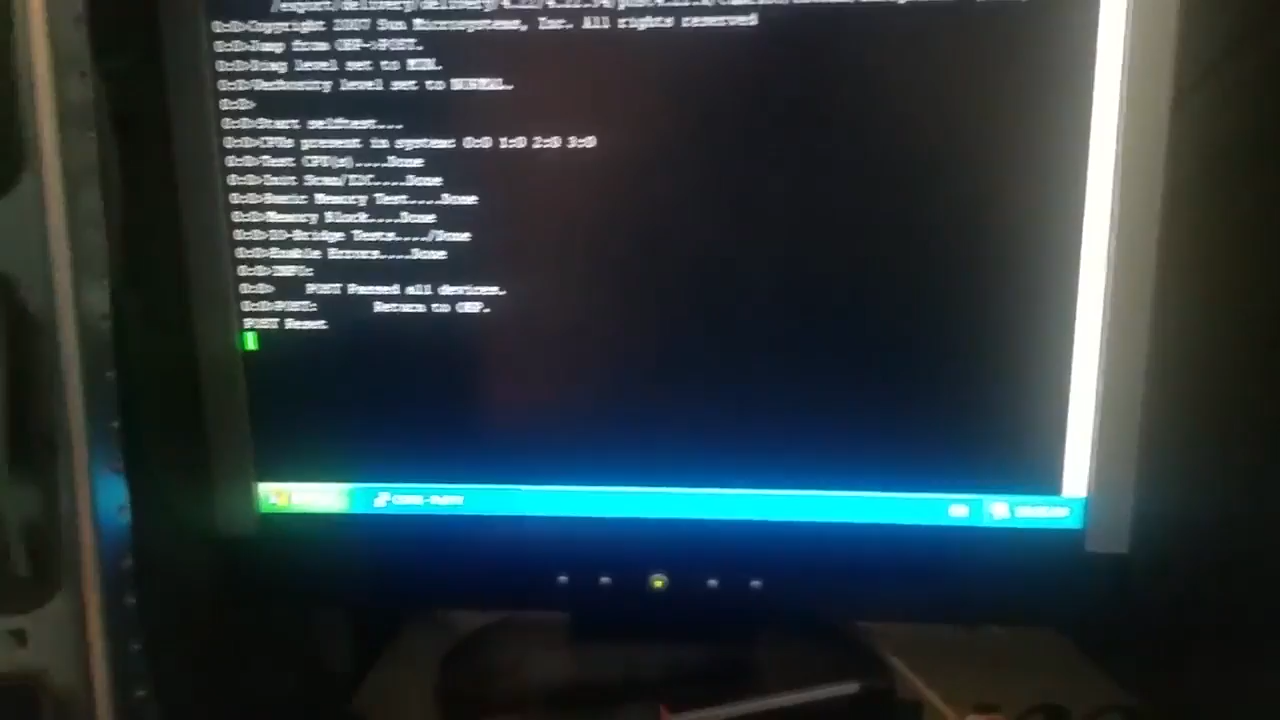 0:0>Copyright 2007 Sun Microsystems, Inc. All rights reserved
0:0>Jump from OBP->POST.
0:0>Diag level set to MIN.
0:0>Verbosity level set to NORMAL.
0:0>
0:0>Start selftest...
0:0>CPUs present in system: 0:0 1:0 2:0 3:0
0:0>Test CPU(s)....Done
0:0>Init Scan/I2C....Done
0:0>Basic Memory Test....Done
0:0>Memory Block....Done
0:0>IO-Bridge Tests..../Done
0:0>Enable Errors....Done
0:0>INFO:
0:0> POST Passed all devices.
0:0>POST: Return to OBP.
POST Reset